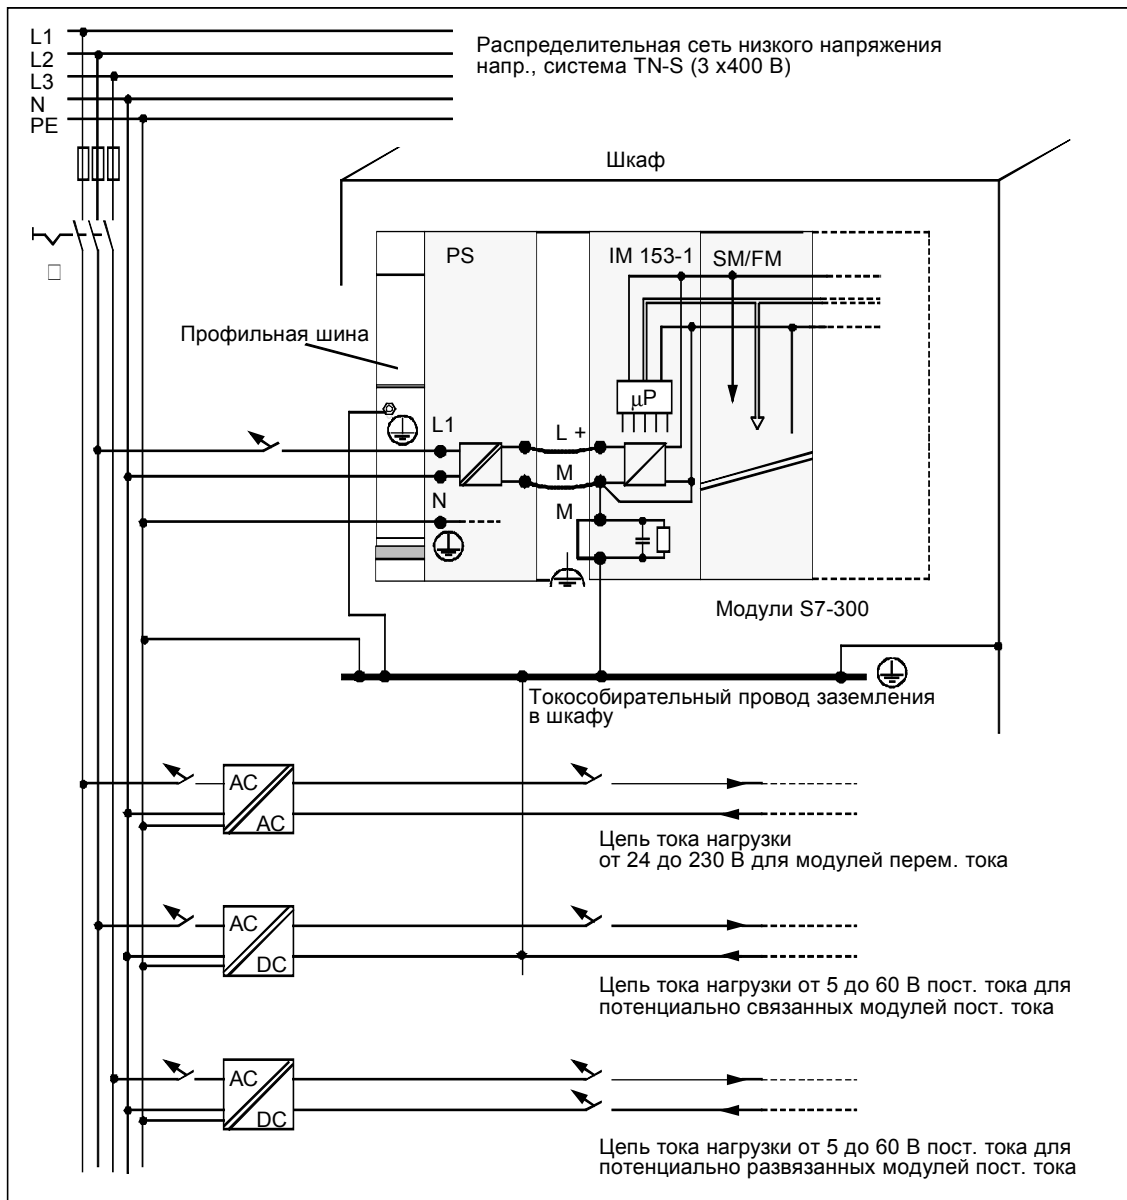 L1
L2
L3
N
PE
Распределительная сеть низкого напряжения
напр., система TN-S (3 x400 В)
Шкаф
PS
IM 153-1
SM/FM
Профильная шина
µP
L1
L +
M
N
M
Модули S7-300
Токособирательный провод заземления
в шкафу
AC
AC
Цепь тока нагрузки
от 24 до 230 В для модулей перем. тока
AC
DC
Цепь тока нагрузки от 5 до 60 В пост. тока для
потенциально связанных модулей пост. тока
AC
DC
Цепь тока нагрузки от 5 до 60 В пост. тока для
потенциально развязанных модулей пост. тока